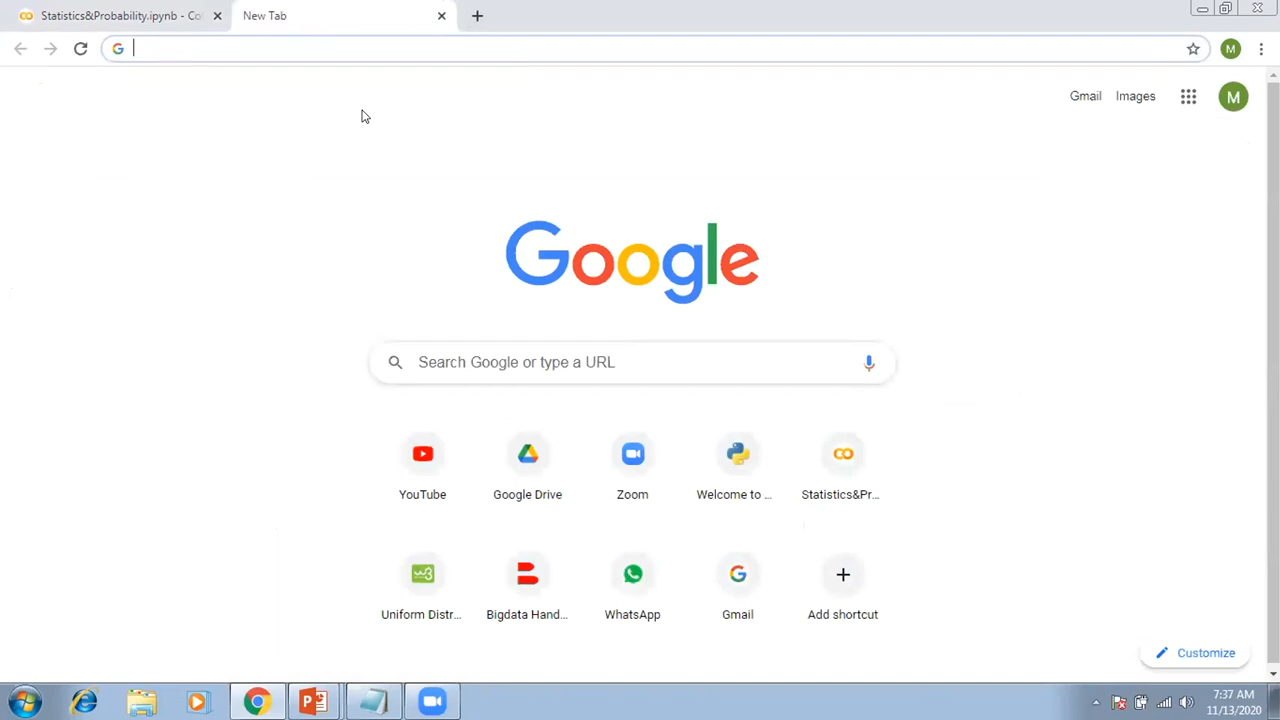 Statistics&Probability.ipynb - Co
New Tab
Gmail
Images
M
M
Google
Search Google or type a URL
YouTube
Google Drive
Zoom
Welcome to ...
Statistics&Pr...
Uniform Distr...
Bigdata Hand...
WhatsApp
Gmail
Add shortcut
Customize
7:37 AM
11/13/2020